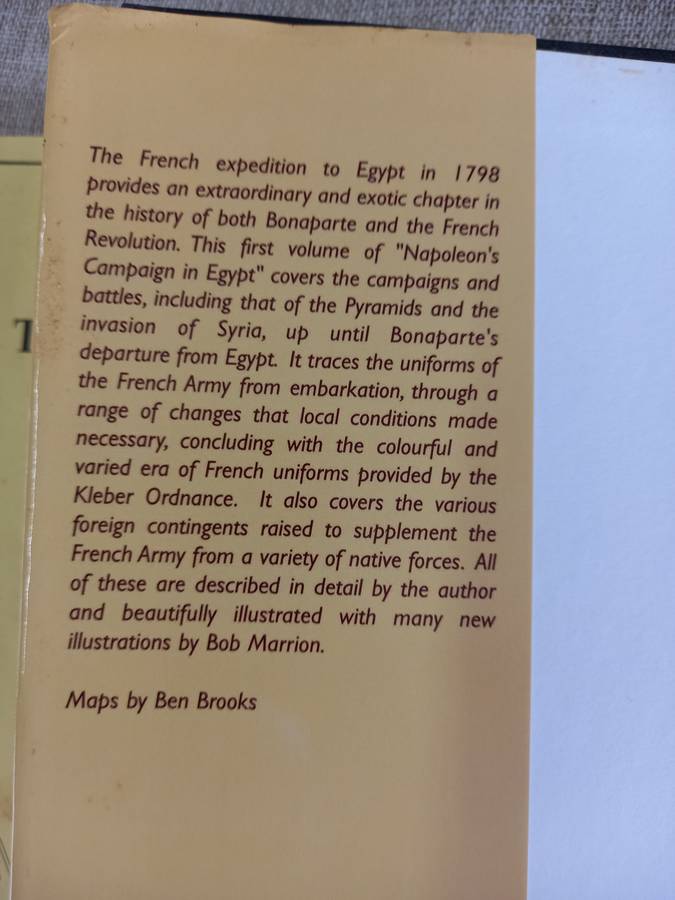 The French expedition to Egypt in 1798
provides an extraordinary and exotic chapter in
the history of both Bonaparte and the French
Revolution. This first volume of "Napoleon's
Campaign in Egypt" covers the campaigns and
battles, including that of the Pyramids and the
invasion of Syria, up until Bonaparte's
departure from Egypt. It traces the uniforms of
the French Army from embarkation, through a
range of changes that local conditions made
necessary, concluding with the colourful and
varied era of French uniforms provided by the
Kleber Ordnance. It also covers the various
foreign contingents raised to supplement the
French Army from a variety of native forces. All
of these are described in detail by the author
and beautifully illustrated with many new
illustrations by Bob Marrion.
Maps by Ben Brooks